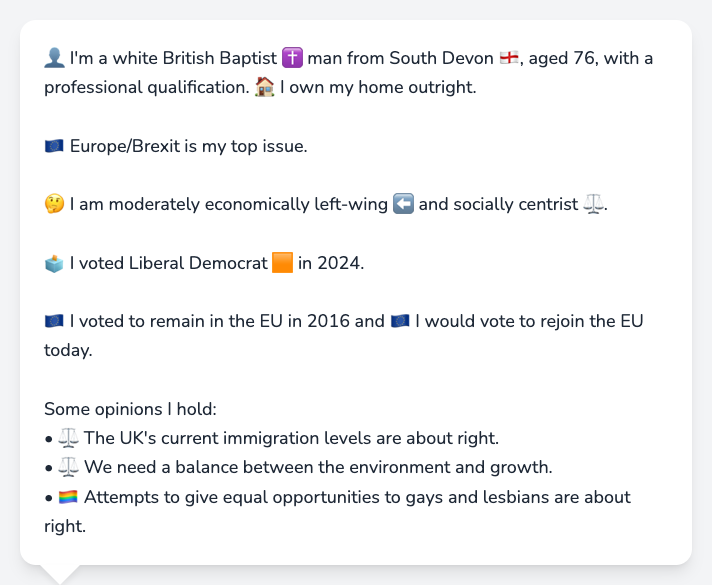 👤 I'm a white British Baptist ✝️ man from South Devon 🏴󠁧󠁢󠁥󠁮󠁧󠁿, aged 76, with a
professional qualification. 🏠 I own my home outright.
🇪🇺 Europe/Brexit is my top issue.
🤔 I am moderately economically left-wing ⬅️ and socially centrist ⚖️.
🗳️ I voted Liberal Democrat 🟧 in 2024.
🇪🇺 I voted to remain in the EU in 2016 and 🇪🇺 I would vote to rejoin the EU
today.
Some opinions I hold:
• ⚖️ The UK's current immigration levels are about right.
• ⚖️ We need a balance between the environment and growth.
• 🏳️‍🌈 Attempts to give equal opportunities to gays and lesbians are about
right.